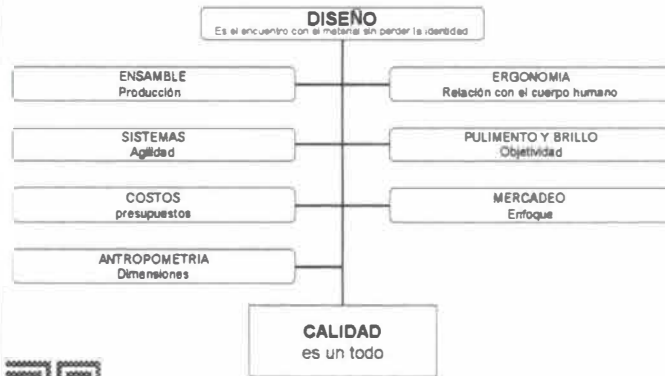 DISEÑO
Es el encuentro con el material sin perder la identidad
ENSAMBLE
Producción
ERGONOMIA
Relación con el cuerpo humano
SISTEMAS
Agilidad
PULIMENTO Y BRILLO
Objetividad
COSTOS
presupuestos
MERCADEO
Enfoque
ANTROPOMETRIA
Dimensiones
CALIDAD
es un todo